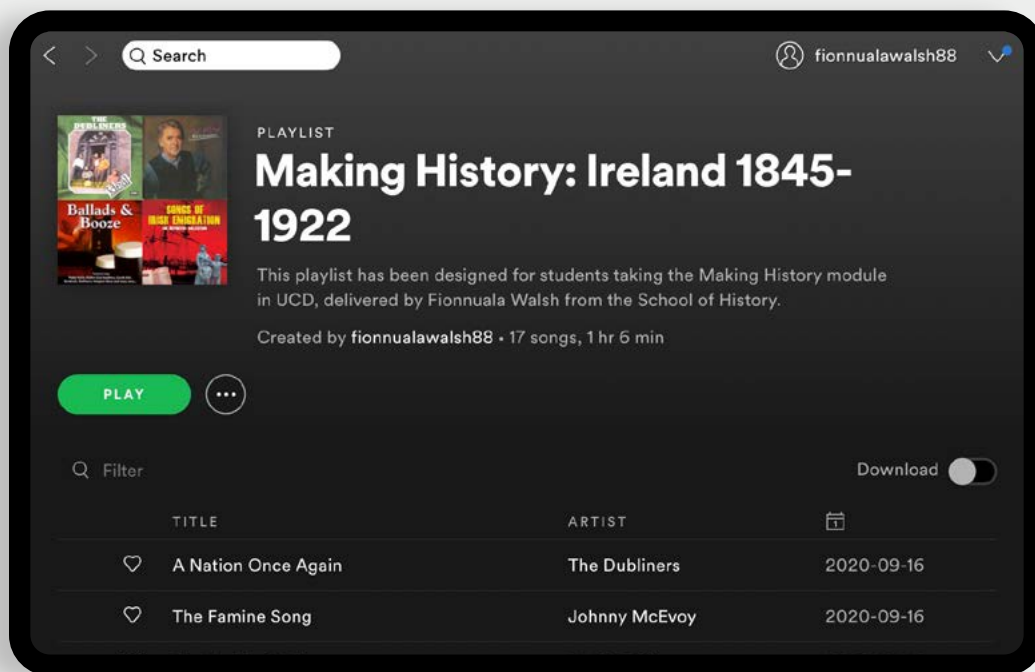 Search
fionnualawalsh88
THE
DUBLINERS
Ballads &
Booze
SONGS OF
IRISH EMIGRATION
PLAYLIST
Making History: Ireland 1845-
1922
This playlist has been designed for students taking the Making History module
in UCD, delivered by Fionnuala Walsh from the School of History.
Created by fionnualawalsh88 • 17 songs, 1 hr 6 min
PLAY
Filter
Download
TITLE ARTIST 1
A Nation Once Again The Dubliners 2020-09-16
The Famine Song Johnny McEvoy 2020-09-16